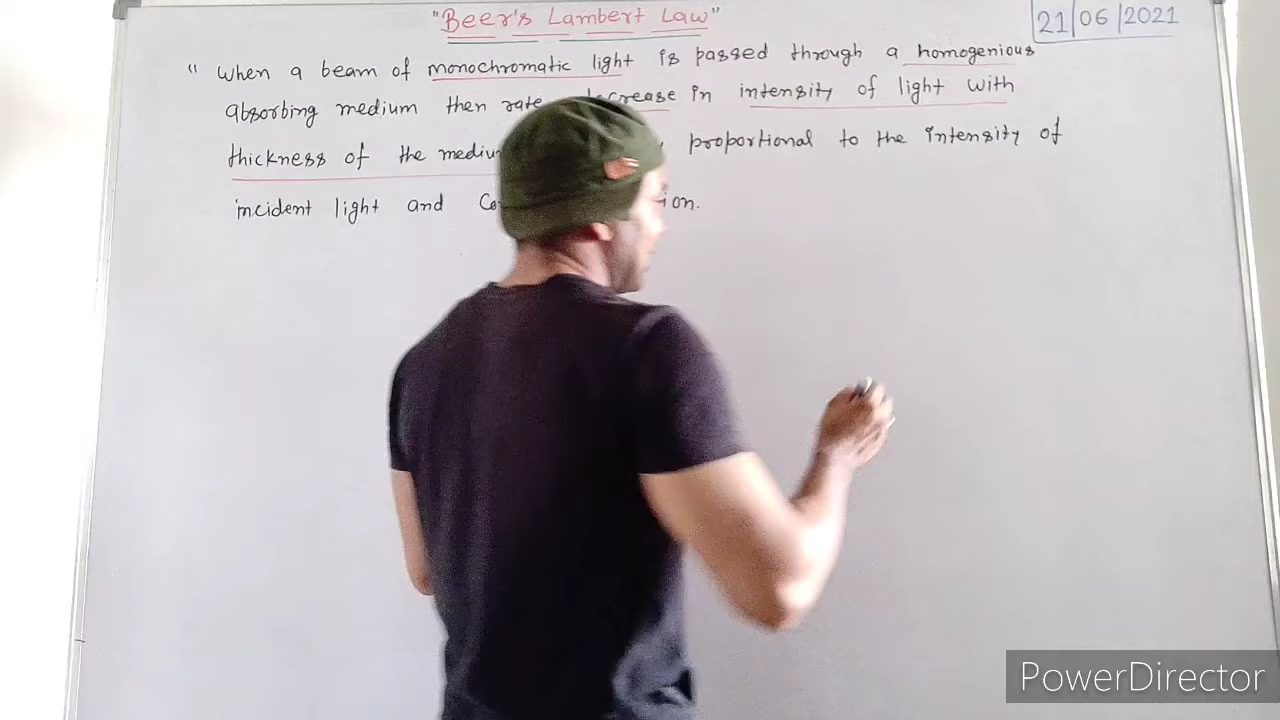 "Beer's Lambert Law"
21/06/2021
" when a beam of monochromatic light is passed through a homogenious
absorbing medium then rate decrease in intensity of light with
thickness of the medium proportional to the intensity of
incident light and
PowerDirector